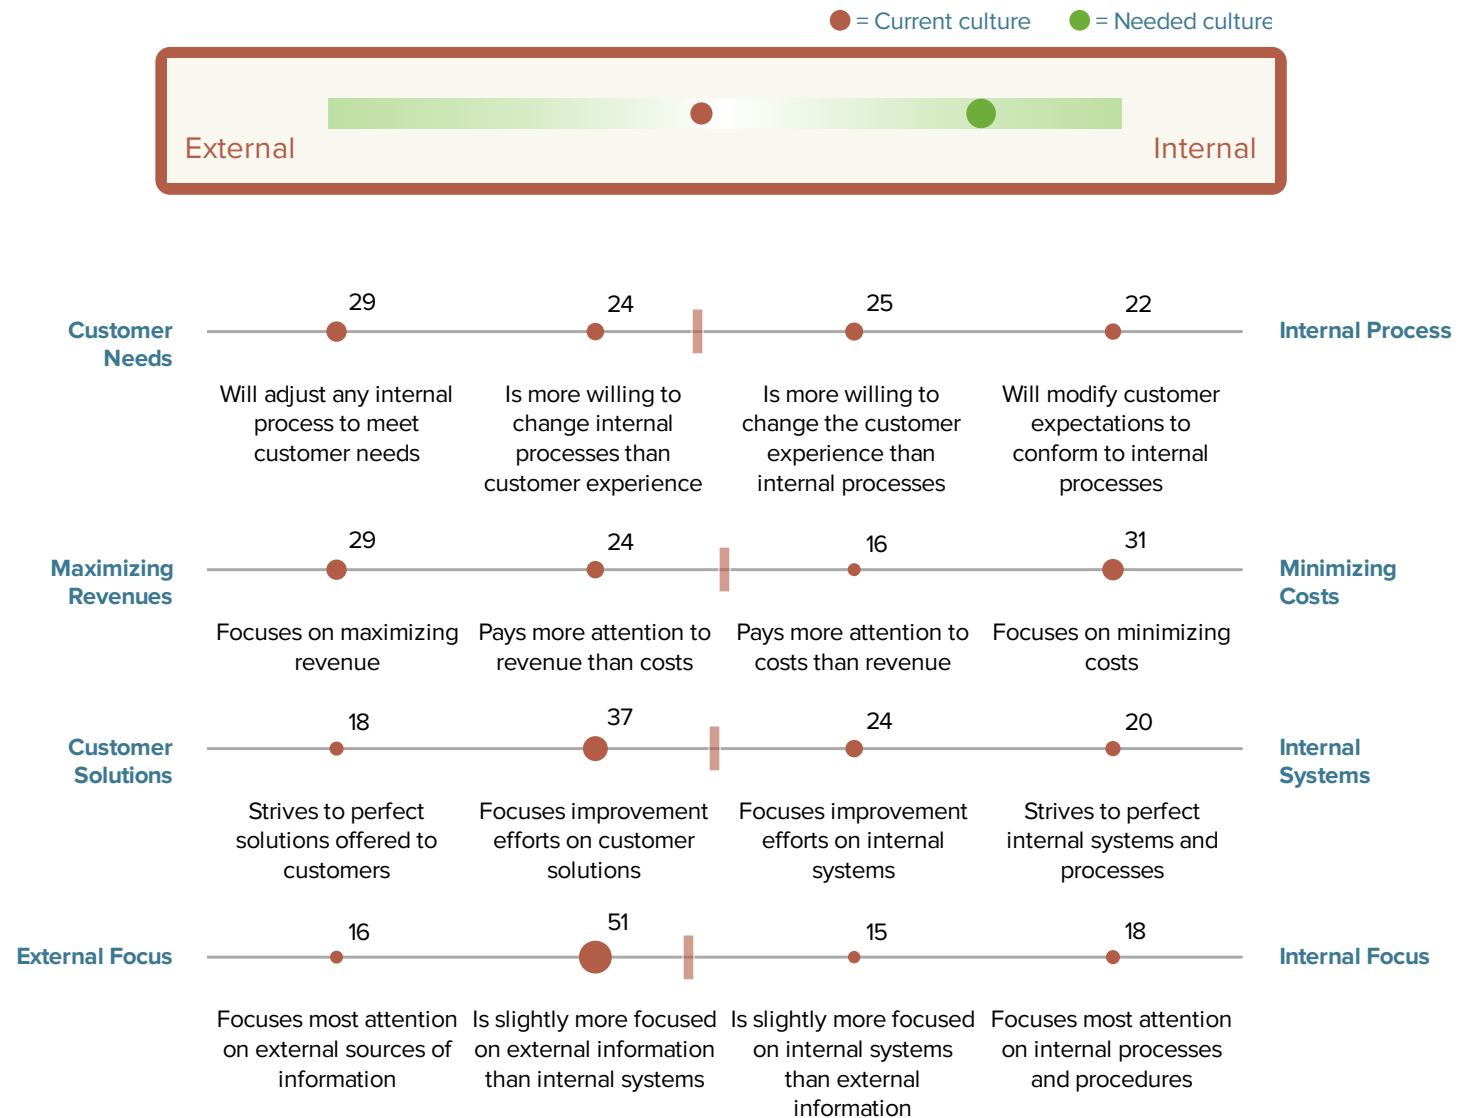 = Current culture = Needed culture
External
Internal
29 24 25 22
Customer
Needs
Internal Process
Will adjust any internal
process to meet
customer needs
Is more willing to
change internal
processes than
customer experience
Is more willing to
change the customer
experience than
internal processes
Will modify customer
expectations to
conform to internal
processes
29 24 16 31
Maximizing
Revenues
Minimizing
Costs
Focuses on maximizing
revenue
Pays more attention to
revenue than costs
Pays more attention to
costs than revenue
Focuses on minimizing
costs
18 37 24 20
Customer
Solutions
Internal
Systems
Strives to perfect
solutions offered to
customers
Focuses improvement
efforts on customer
solutions
Focuses improvement
efforts on internal
systems
Strives to perfect
internal systems and
processes
16 51 15 18
External Focus
Internal Focus
Focuses most attention
on external sources of
information
Is slightly more focused
on external information
than internal systems
Is slightly more focused
on internal systems
than external
information
Focuses most attention
on internal processes
and procedures